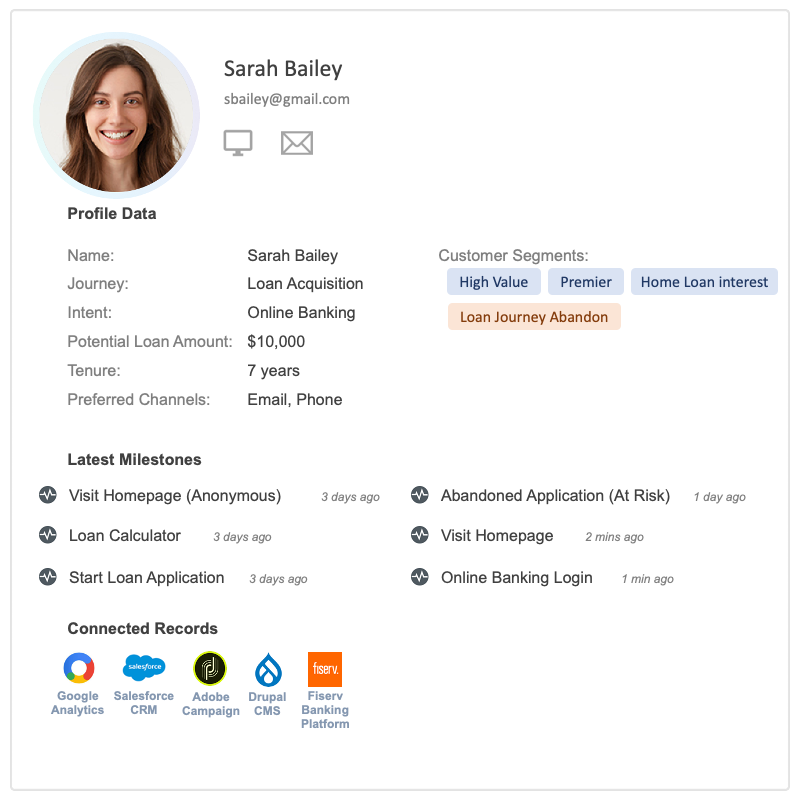 Sarah Bailey
sbailey@gmail.com
Profile Data
Name: Sarah Bailey
Journey: Loan Acquisition
Intent: Online Banking
Potential Loan Amount: $10,000
Tenure: 7 years
Preferred Channels: Email, Phone
Customer Segments:
High Value Premier Home Loan interest
Loan Journey Abandon
Latest Milestones
Visit Homepage (Anonymous) 3 days ago
Loan Calculator 3 days ago
Start Loan Application 3 days ago
Abandoned Application (At Risk) 1 day ago
Visit Homepage 2 mins ago
Online Banking Login 1 min ago
Connected Records
salesforce
fiserv.
Google
Analytics
Salesforce
CRM
Adobe
Campaign
Drupal
CMS
Fiserv
Banking
Platform